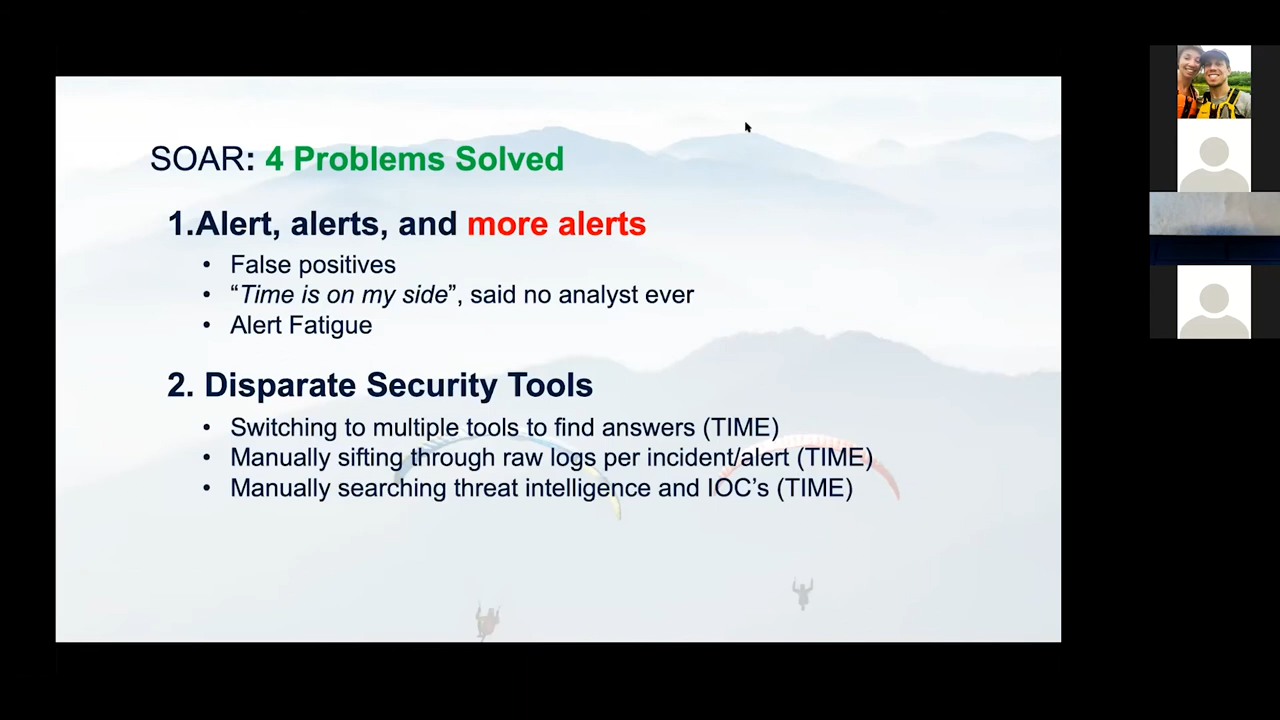 SOAR: 4 Problems Solved
1.Alert, alerts, and more alerts
• False positives
• “Time is on my side”, said no analyst ever
• Alert Fatigue
2. Disparate Security Tools
• Switching to multiple tools to find answers (TIME)
• Manually sifting through raw logs per incident/alert (TIME)
• Manually searching threat intelligence and IOC’s (TIME)